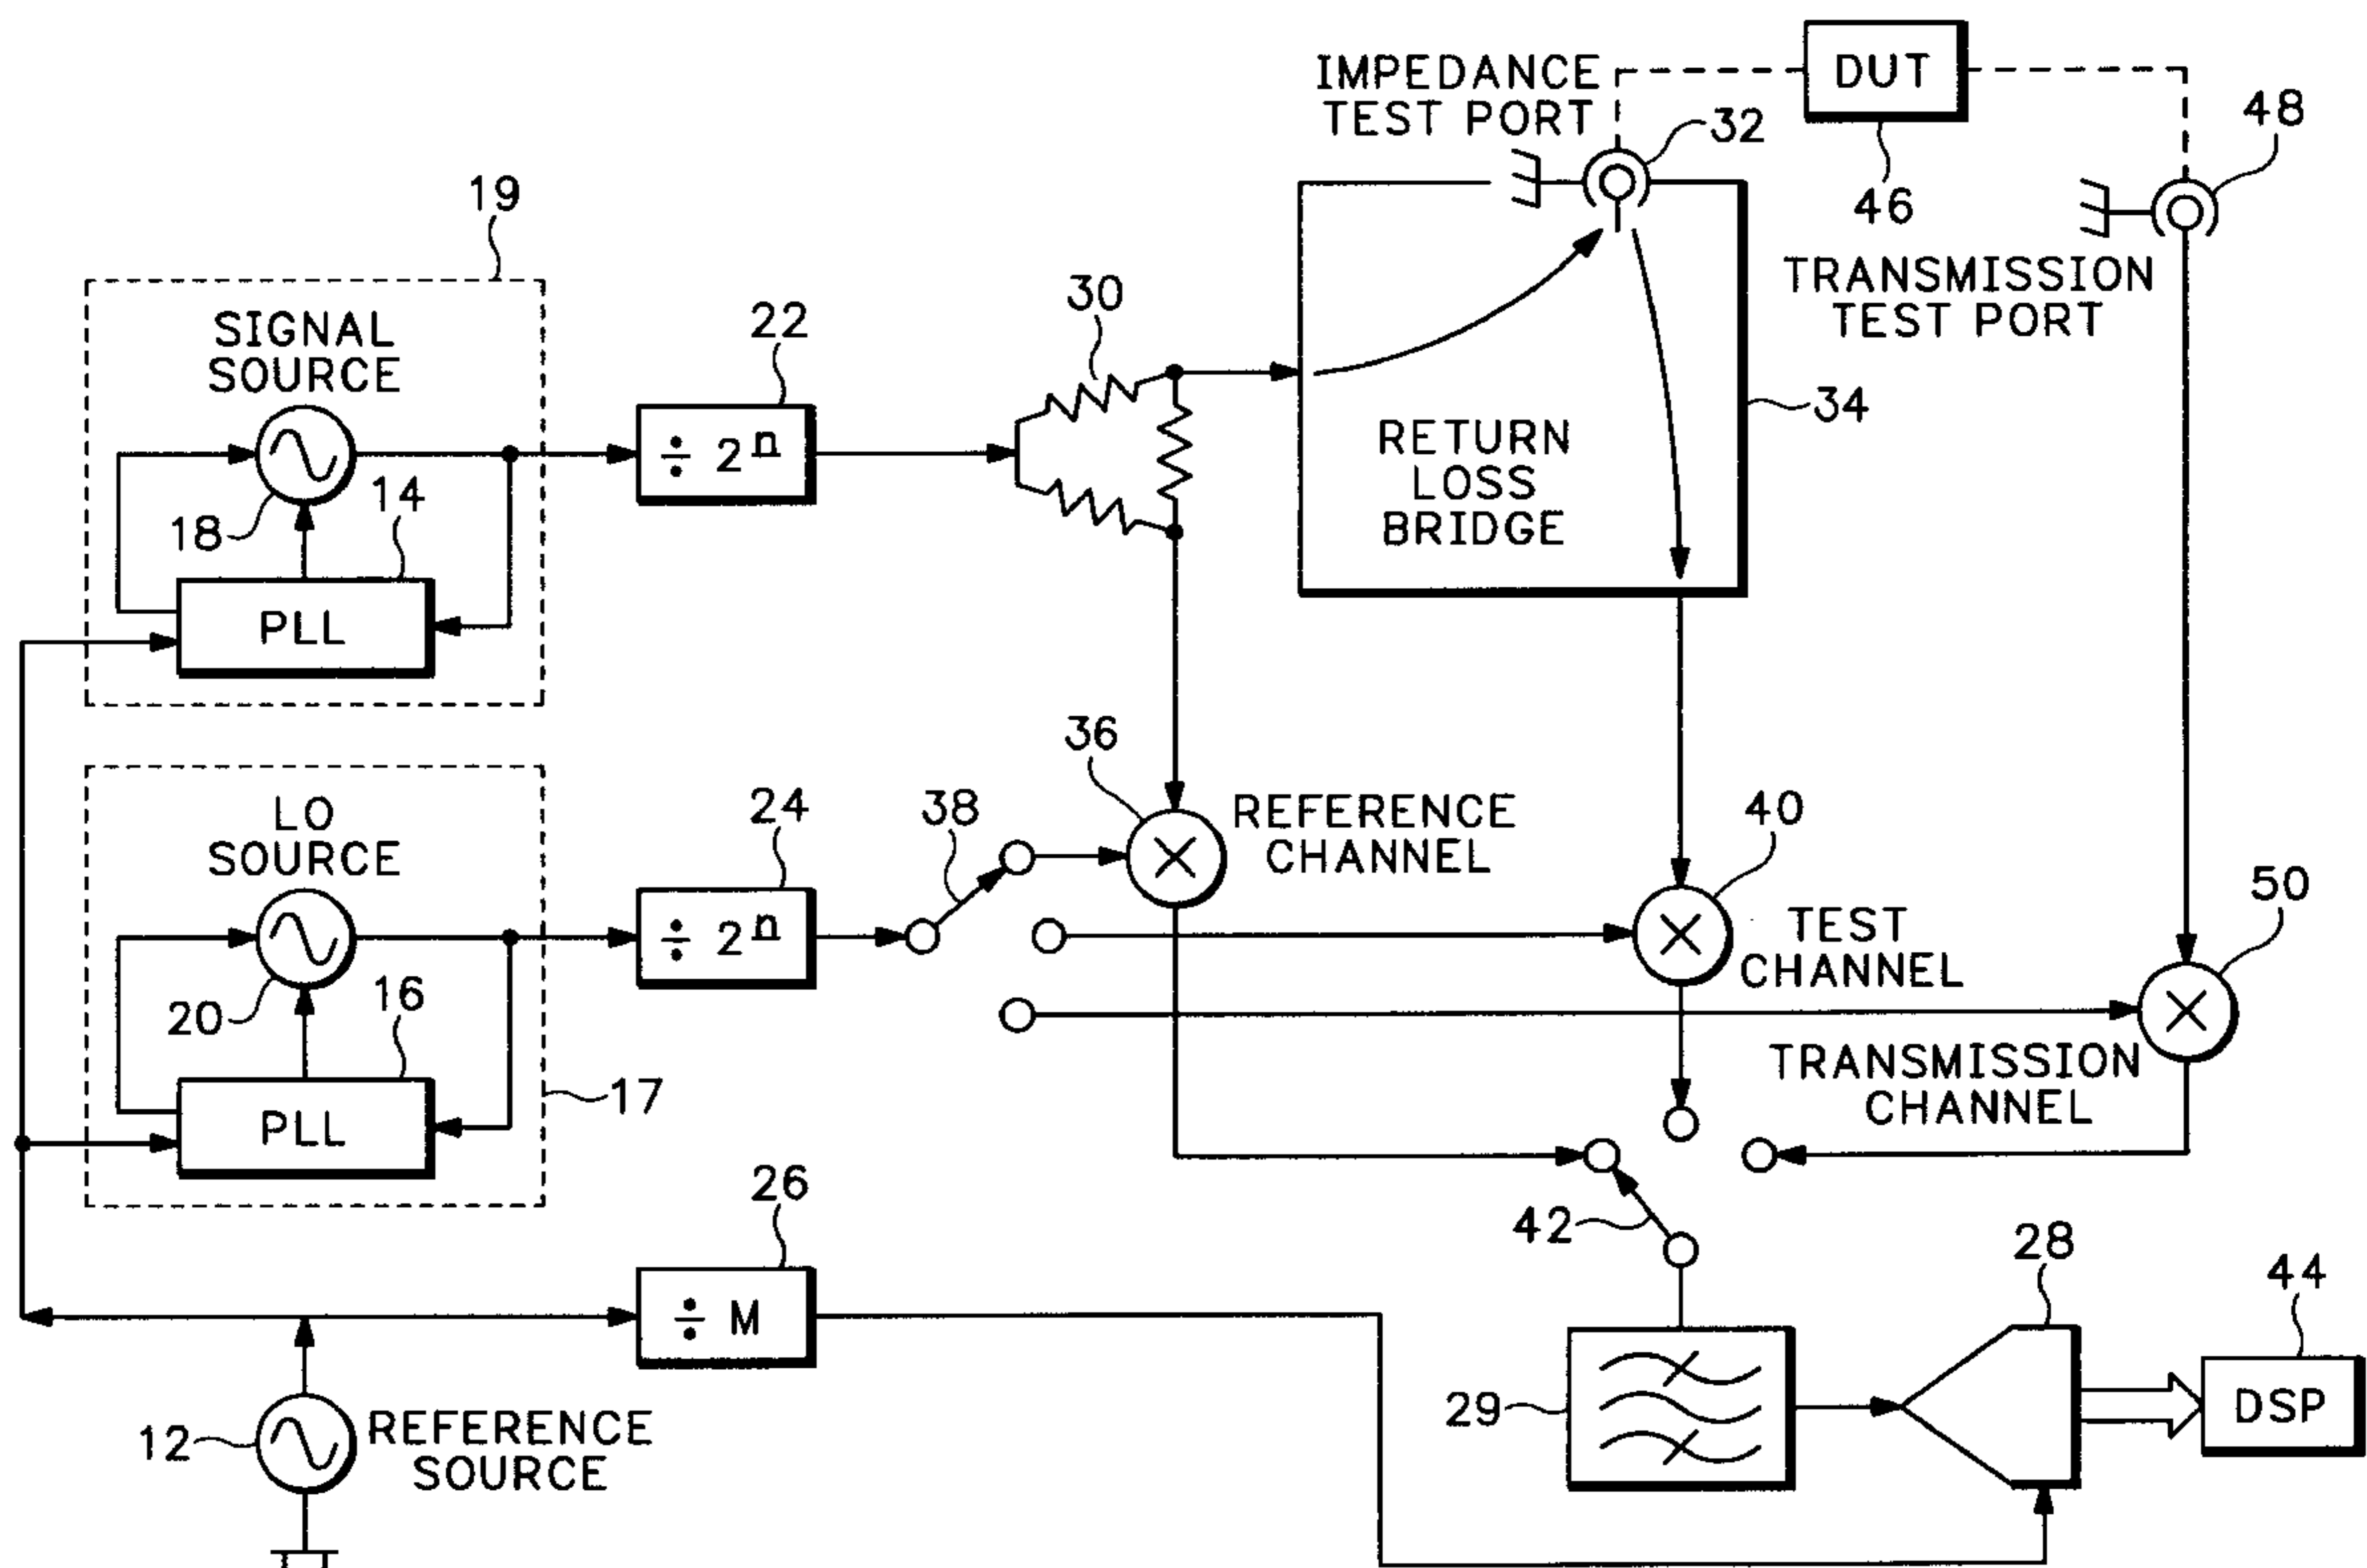 IMPEDANCE
TEST PORT
32
DUT
46
48
TRANSMISSION
TEST PORT
19
SIGNAL
SOURCE
18
14
PLL
22
÷ 2ⁿ
30
RETURN
LOSS
BRIDGE
34
LO
SOURCE
20
16
PLL
17
24
÷ 2ⁿ
38
36
REFERENCE
CHANNEL
40
TEST
CHANNEL
50
TRANSMISSION
CHANNEL
26
÷ M
42
28
44
12
REFERENCE
SOURCE
29
DSP